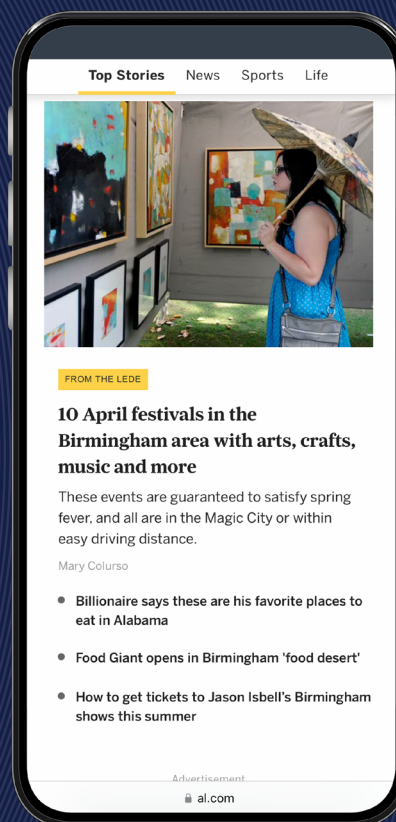 Top Stories News Sports Life
FROM THE LEDE
10 April festivals in the
Birmingham area with arts, crafts,
music and more
These events are guaranteed to satisfy spring
fever, and all are in the Magic City or within
easy driving distance.
Mary Colurso
Billionaire says these are his favorite places to
eat in Alabama
Food Giant opens in Birmingham 'food desert'
How to get tickets to Jason Isbell's Birmingham
shows this summer
Advertisement
al.com